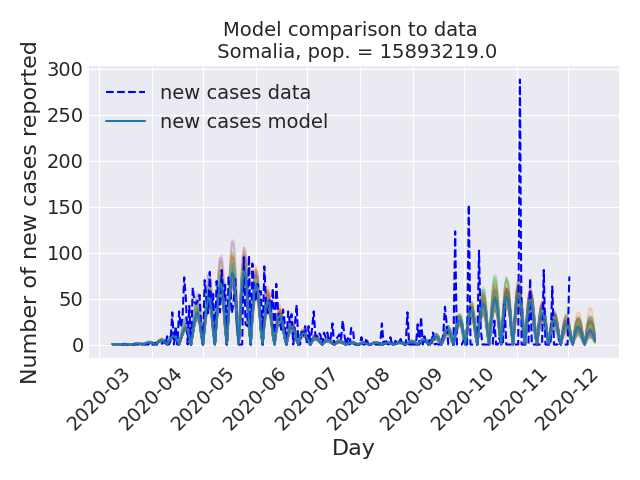 Model comparison to data
Somalia, pop. = 15893219.0
Number of new cases reported
300
250
200
150
100
50
0
new cases data
new cases model
2020-03
2020-04
2020-05
2020-06
2020-07
2020-08
2020-09
2020-10
2020-11
2020-12
Day